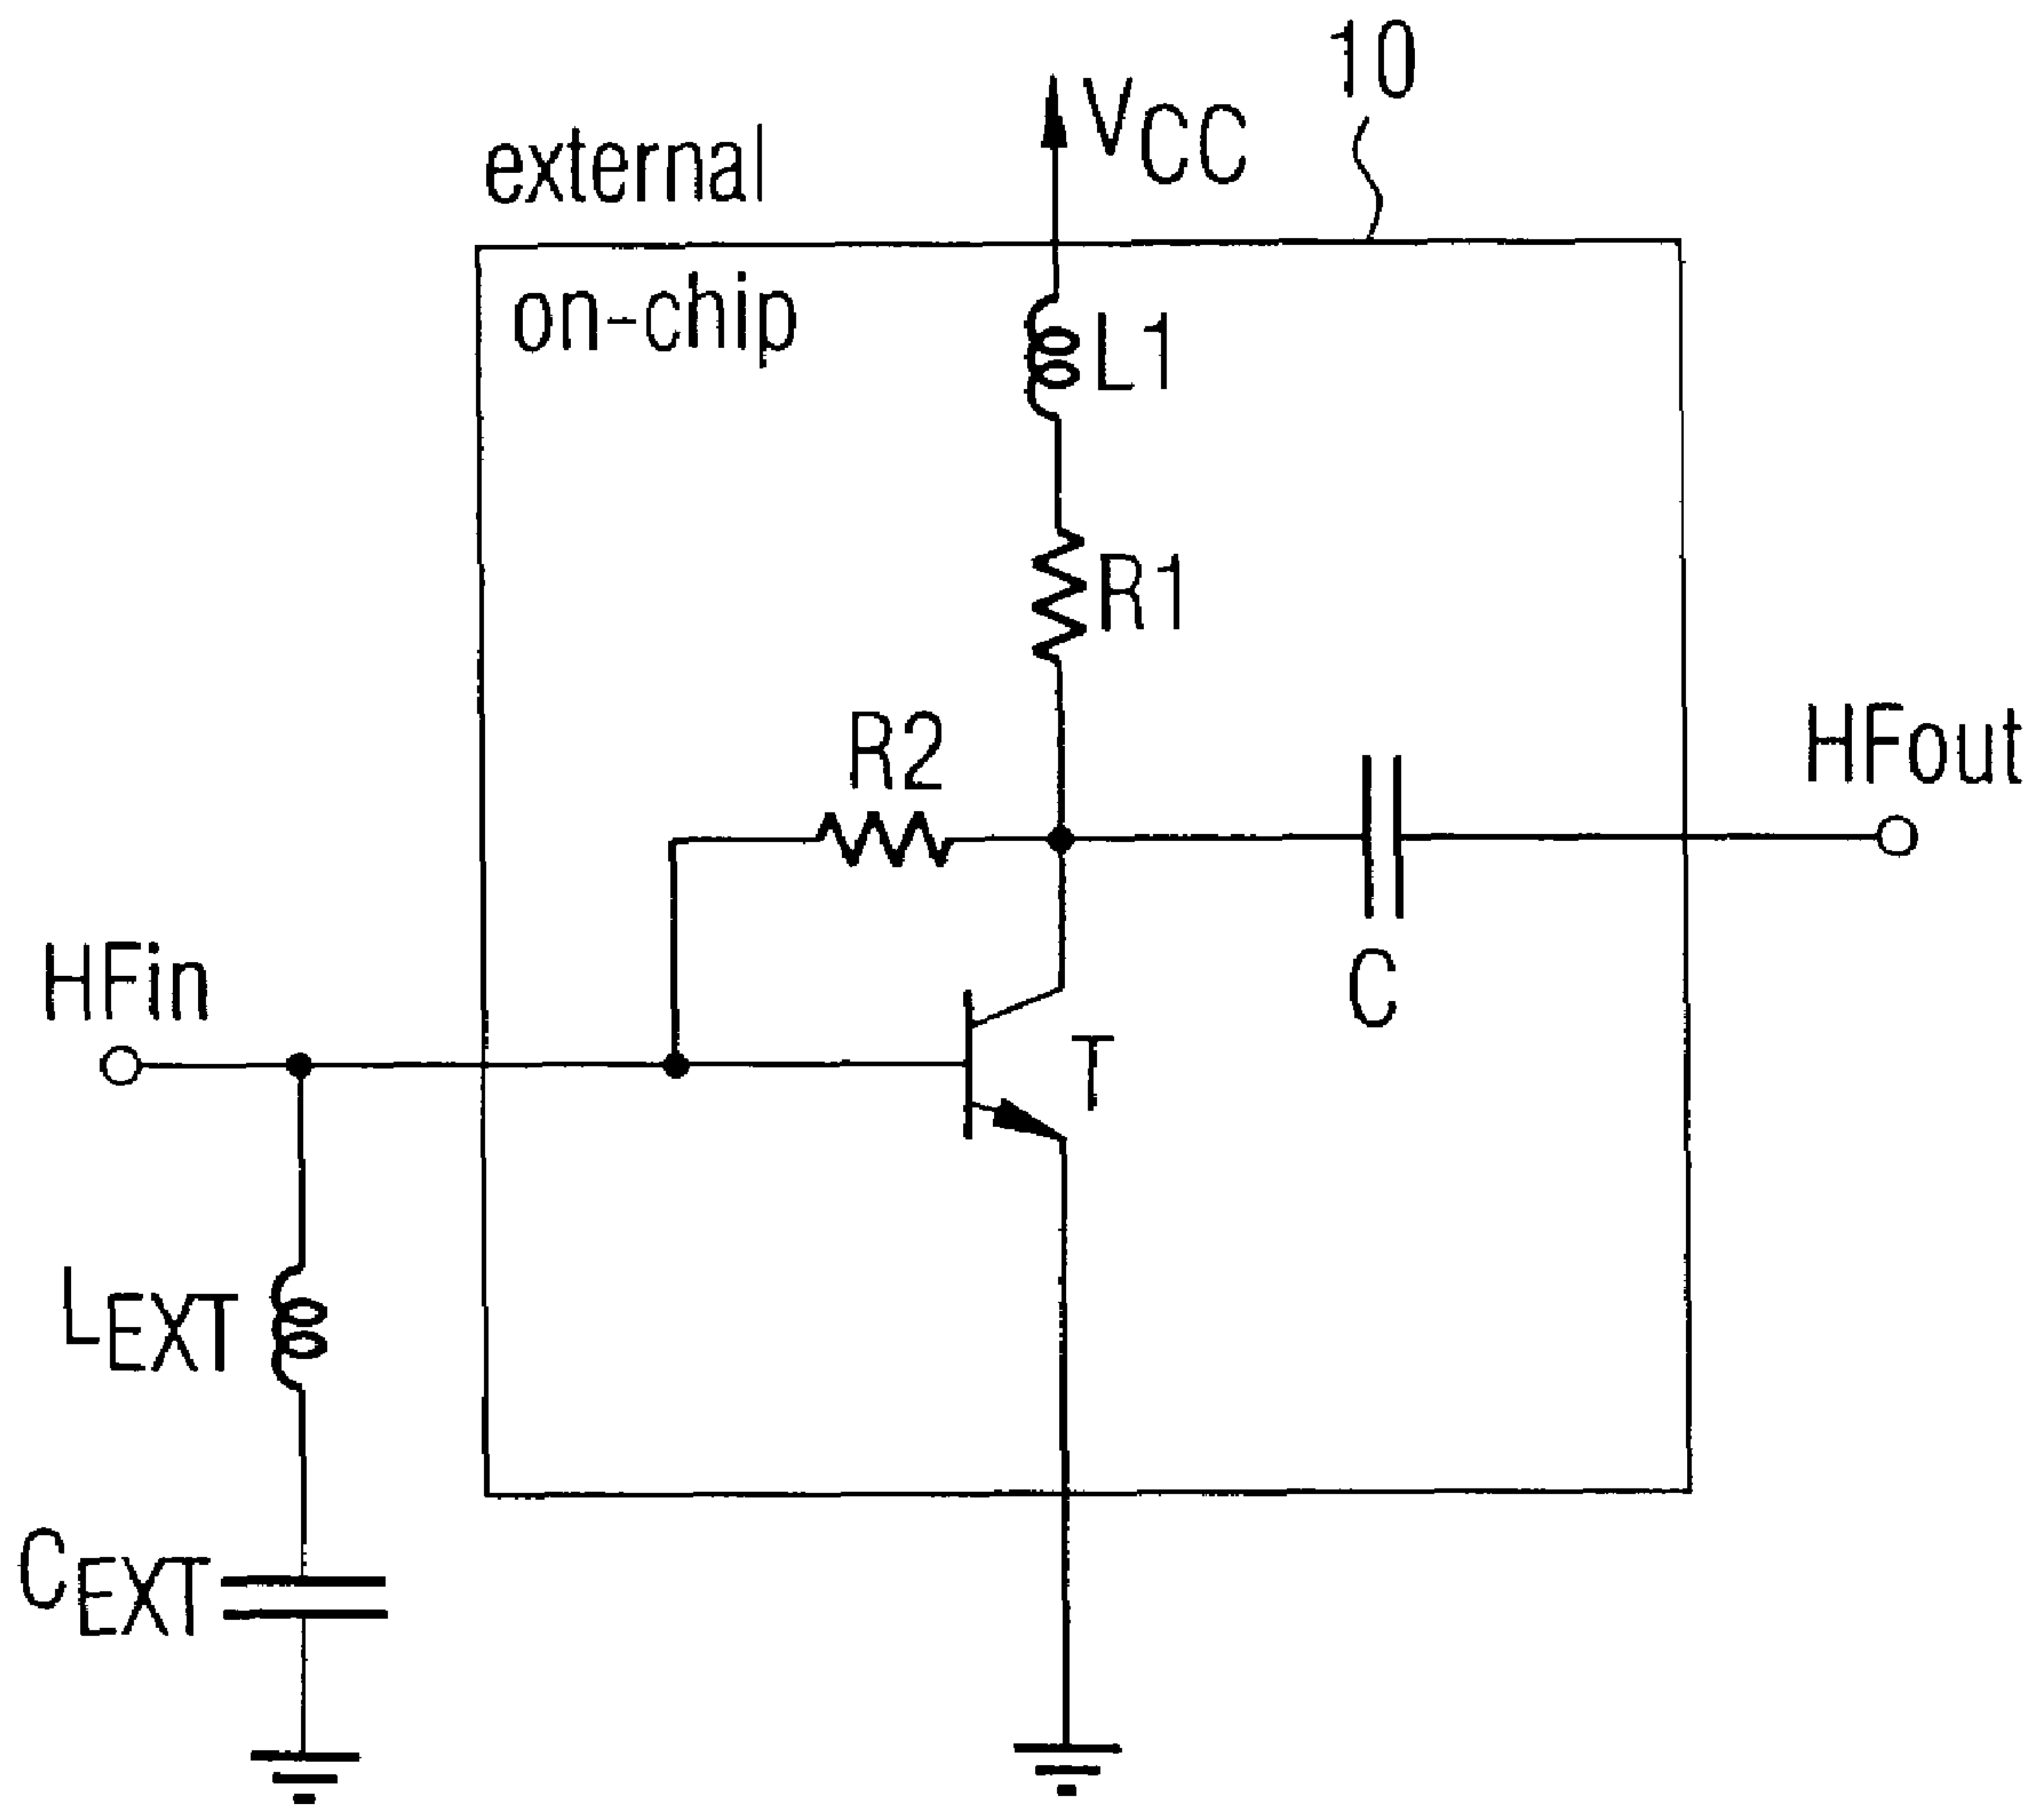 10
VCC
external
on-chip
L1
R1
R2
HFout
HFin
C
T
LEXT
CEXT